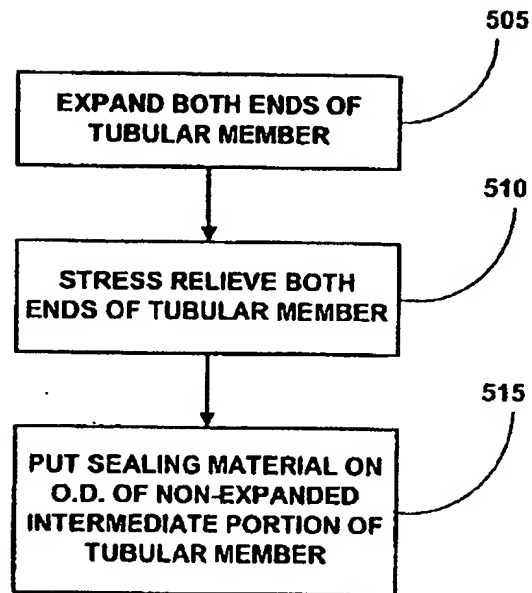 505
EXPAND BOTH ENDS OF
TUBULAR MEMBER
510
STRESS RELIEVE BOTH
ENDS OF TUBULAR MEMBER
515
PUT SEALING MATERIAL ON
O.D. OF NON-EXPANDED
INTERMEDIATE PORTION OF
TUBULAR MEMBER